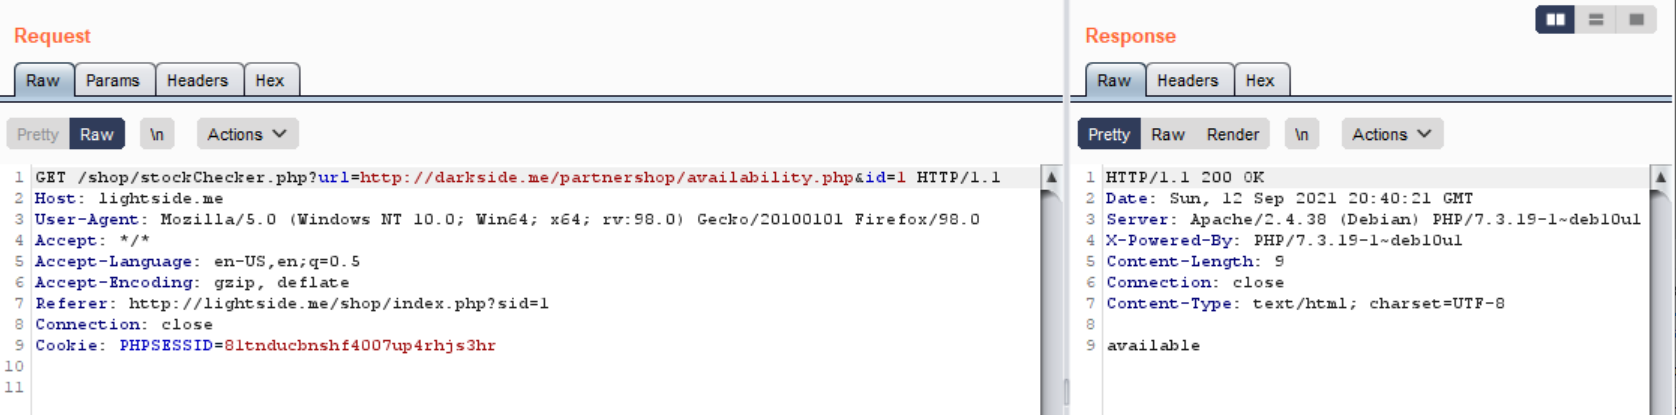 Request
Raw Params Headers Hex
Pretty Raw \n Actions
1 GET /shop/stockChecker.php?url=http://darkside.me/partnershop/availability.php&id=1 HTTP/1.1
2 Host: lightside.me
3 User-Agent: Mozilla/5.0 (Windows NT 10.0; Win64; x64; rv:98.0) Gecko/20100101 Firefox/98.0
4 Accept: */*
5 Accept-Language: en-US,en;q=0.5
6 Accept-Encoding: gzip, deflate
7 Referer: http://lightside.me/shop/index.php?sid=1
8 Connection: close
9 Cookie: PHPSESSID=8ltnducbnshf4007up4rhjs3hr
10
11
Response
Raw Headers Hex
Pretty Raw Render \n Actions
1 HTTP/1.1 200 OK
2 Date: Sun, 12 Sep 2021 20:40:21 GMT
3 Server: Apache/2.4.38 (Debian) PHP/7.3.19-1~deb10u1
4 X-Powered-By: PHP/7.3.19-1~deb10u1
5 Content-Length: 9
6 Connection: close
7 Content-Type: text/html; charset=UTF-8
8
9 available